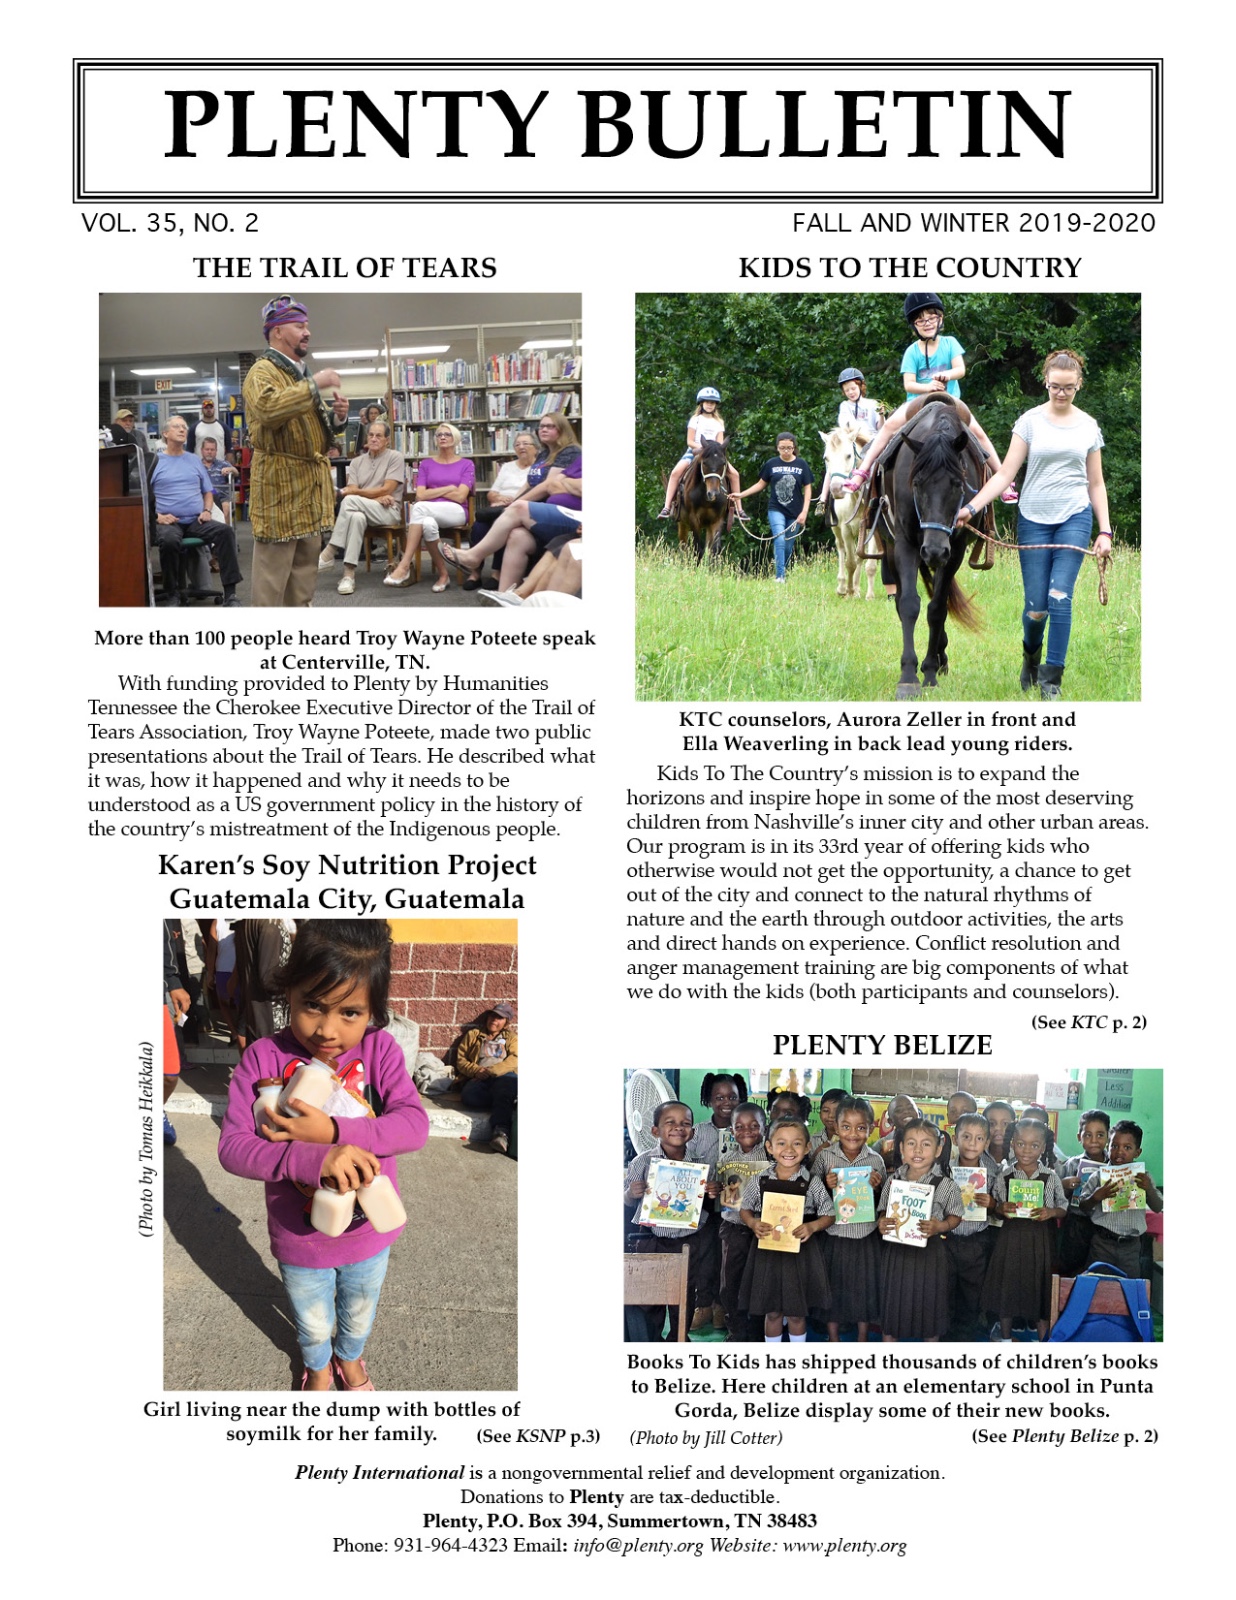 PLENTY BULLETIN
VOL. 35, NO. 2
FALL AND WINTER 2019-2020
THE TRAIL OF TEARS
EXIT
More than 100 people heard Troy Wayne Poteete speak
at Centerville, TN.
With funding provided to Plenty by Humanities
Tennessee the Cherokee Executive Director of the Trail of
Tears Association, Troy Wayne Poteete, made two public
presentations about the Trail of Tears. He described what
it was, how it happened and why it needs to be
understood as a US government policy in the history of
the country's mistreatment of the Indigenous people.
Karen's Soy Nutrition Project
Guatemala City, Guatemala
(Photo by Tomas Heikkala)
Girl living near the dump with bottles of
soymilk for her family.
(See KSNP p.3)
KIDS TO THE COUNTRY
HOGWARTS
KTC counselors, Aurora Zeller in front and
Ella Weaverling in back lead young riders.
Kids To The Country's mission is to expand the
horizons and inspire hope in some of the most deserving
children from Nashville's inner city and other urban areas.
Our program is in its 33rd year of offering kids who
otherwise would not get the opportunity, a chance to get
out of the city and connect to the natural rhythms of
nature and the earth through outdoor activities, the arts
and direct hands on experience. Conflict resolution and
anger management training are big components of what
we do with the kids (both participants and counselors).
(See KTC p. 2)
PLENTY BELIZE
Less
Addition
ABOUT
YOU
EYE
The
FOOT
BOOK
Count
Me!
Books To Kids has shipped thousands of children's books
to Belize. Here children at an elementary school in Punta
Gorda, Belize display some of their new books.
(Photo by Jill Cotter)
(See Plenty Belize p. 2)
Plenty International is a nongovernmental relief and development organization.
Donations to Plenty are tax-deductible.
Plenty, P.O. Box 394, Summertown, TN 38483
Phone: 931-964-4323 Email: info@plenty.org Website: www.plenty.org